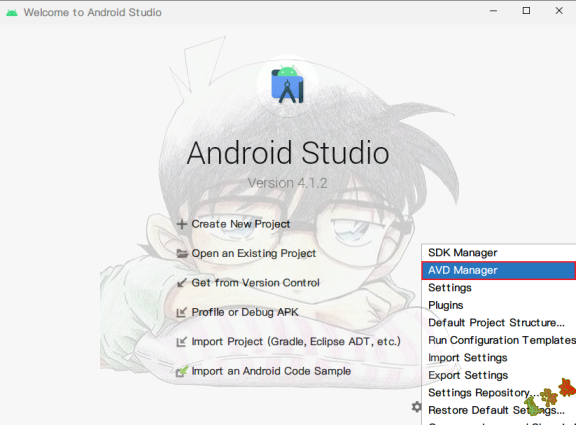 Welcome to Android Studio
Android Studio
Version 4.1.2
Create New Project
Open an Existing Project
Get from Version Control
Profile or Debug APK
Import Project (Gradle, Eclipse ADT, etc.)
Import an Android Code Sample
SDK Manager
AVD Manager
Settings
Plugins
Default Project Structure...
Run Configuration Templates
Import Settings
Export Settings
Settings Repository...
Restore Default Settings...